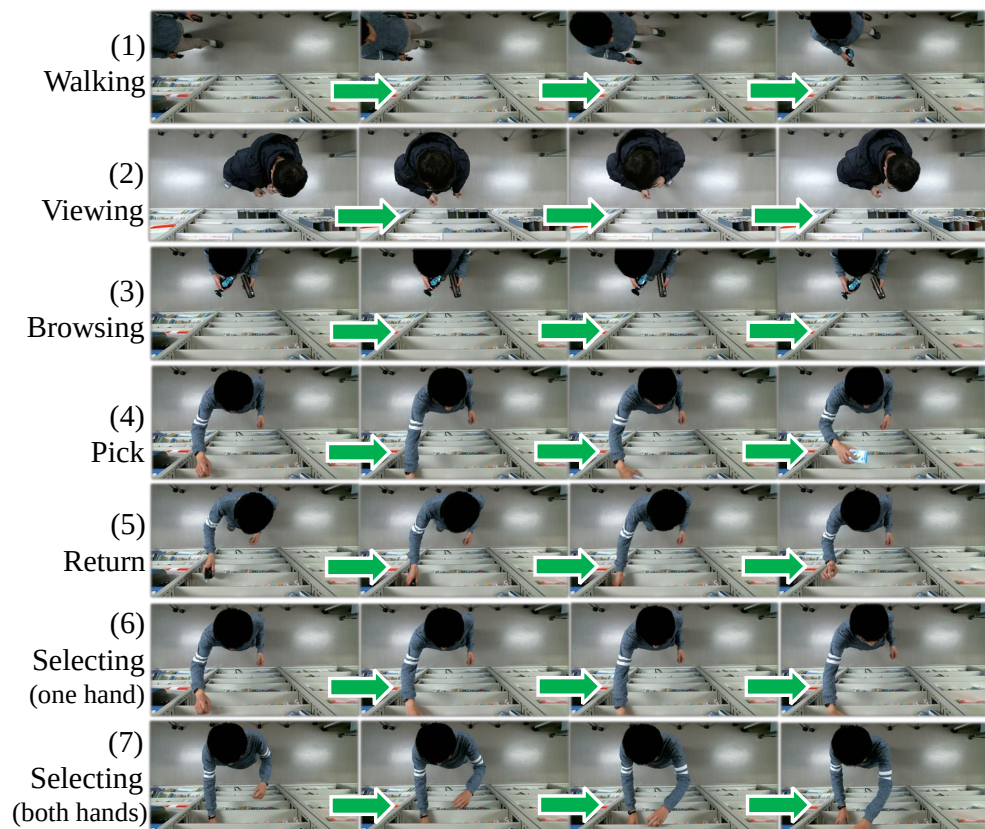 (1)
Walking
(2)
Viewing
(3)
Browsing
(4)
Pick
(5)
Return
(6)
Selecting
(one hand)
(7)
Selecting
(both hands)